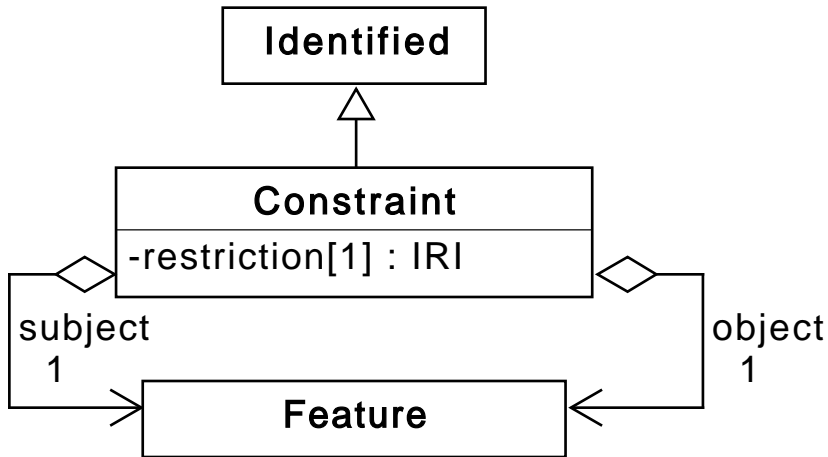 Identified
Constraint
-restriction[1] : IRI
subject
1
object
1
Feature